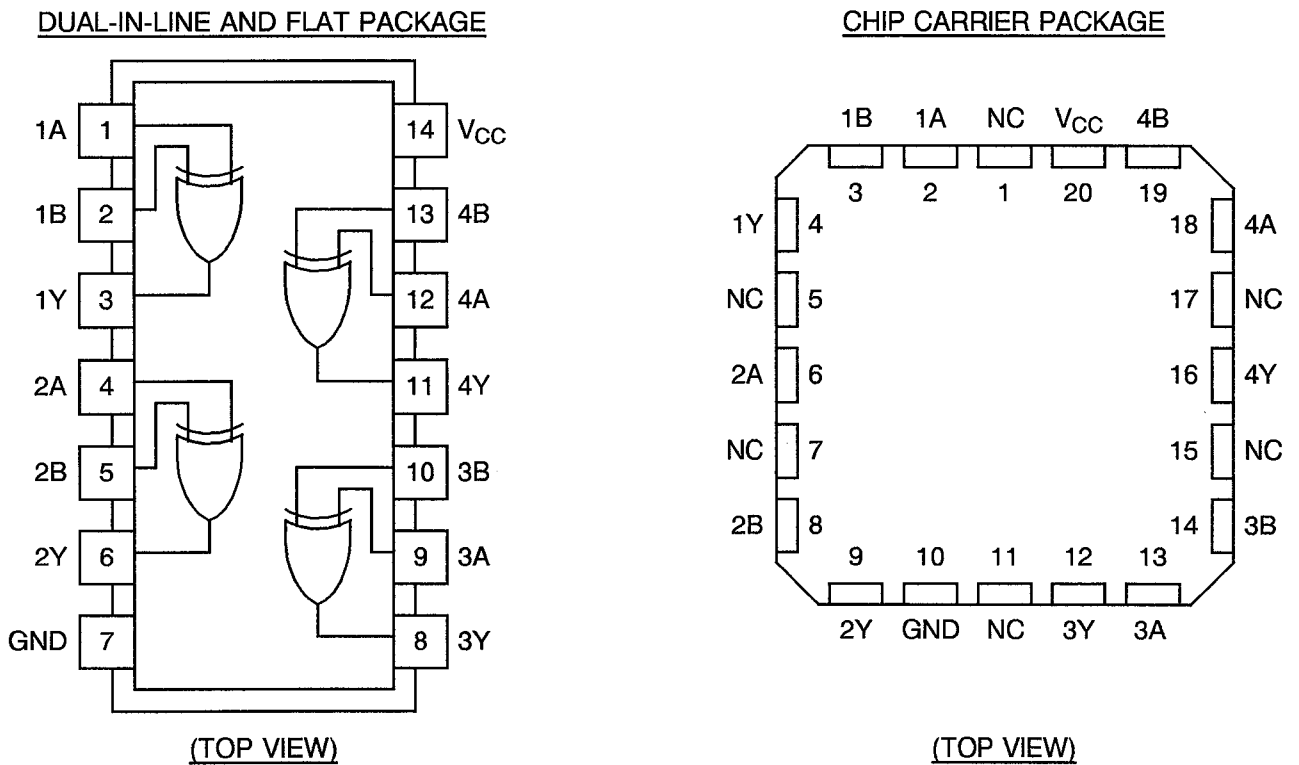 DUAL-IN-LINE AND FLAT PACKAGE
1A 1 14 VCC
1B 2 13 4B
1Y 3 12 4A
2A 4 11 4Y
2B 5 10 3B
2Y 6 9 3A
GND 7 8 3Y
(TOP VIEW)
CHIP CARRIER PACKAGE
1B 1A NC VCC 4B
3 2 1 20 19
1Y 4 18 4A
NC 5 17 NC
2A 6 16 4Y
NC 7 15 NC
2B 8 14 3B
9 10 11 12 13
2Y GND NC 3Y 3A
(TOP VIEW)